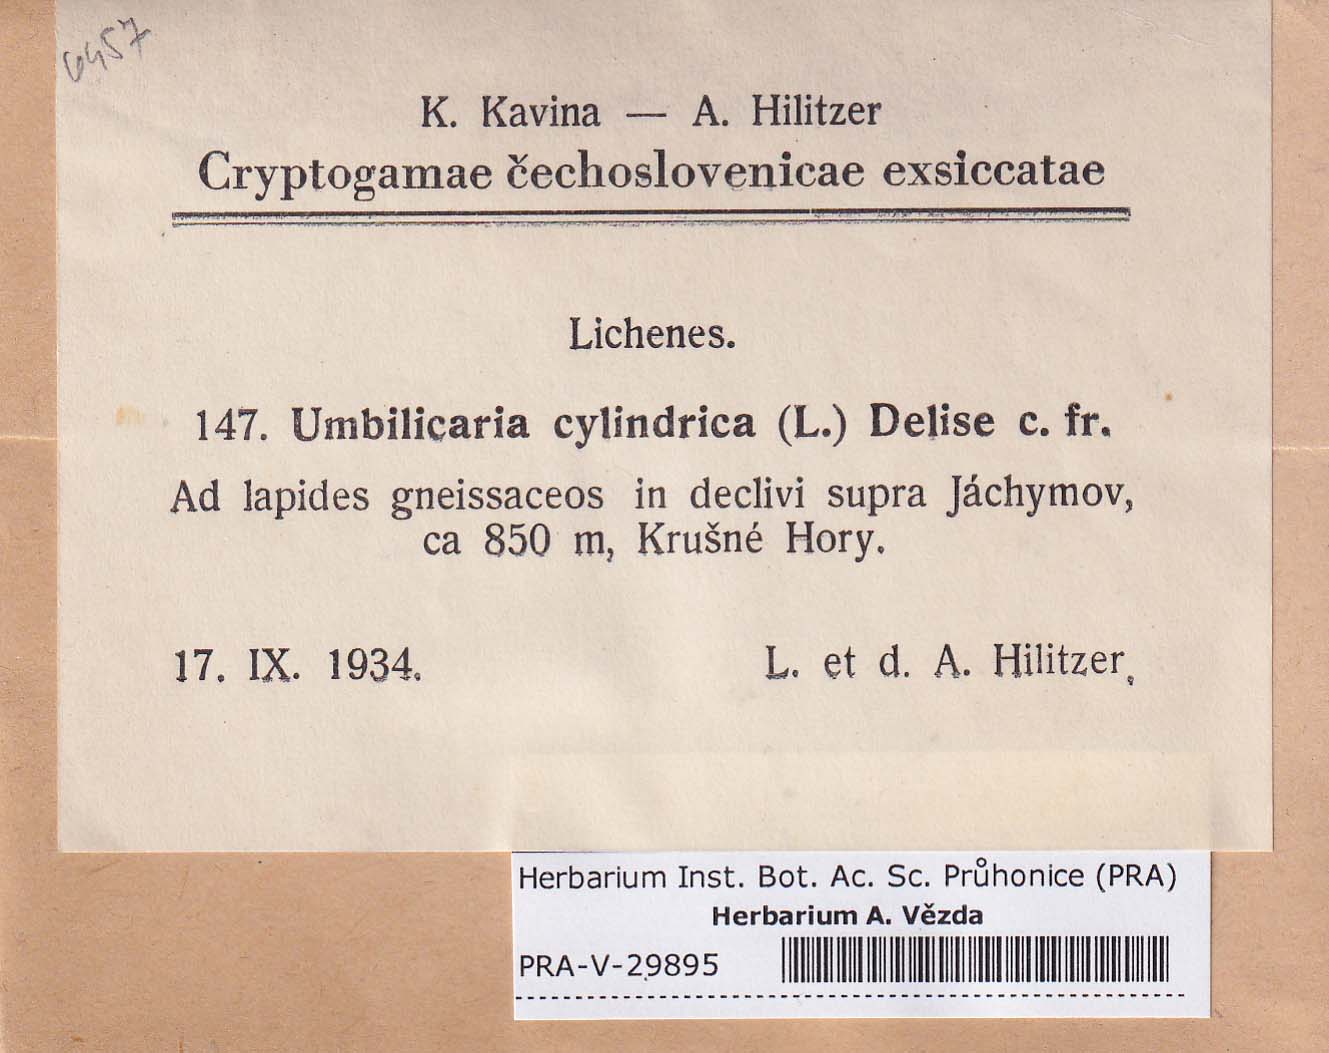 6457
K. Kavina — A. Hilitzer
Cryptogamae čechoslovenicae exsiccatae
Lichenes.
147. Umbilicaria cylindrica (L.) Delise c. fr.
Ad lapides gneissaceos in declivi supra Jáchymov,
ca 850 m, Krušné Hory.
17. IX. 1934.
L. et d. A. Hilitzer.
Herbarium Inst. Bot. Ac. Sc. Průhonice (PRA)
Herbarium A. Vězda
PRA-V-29895